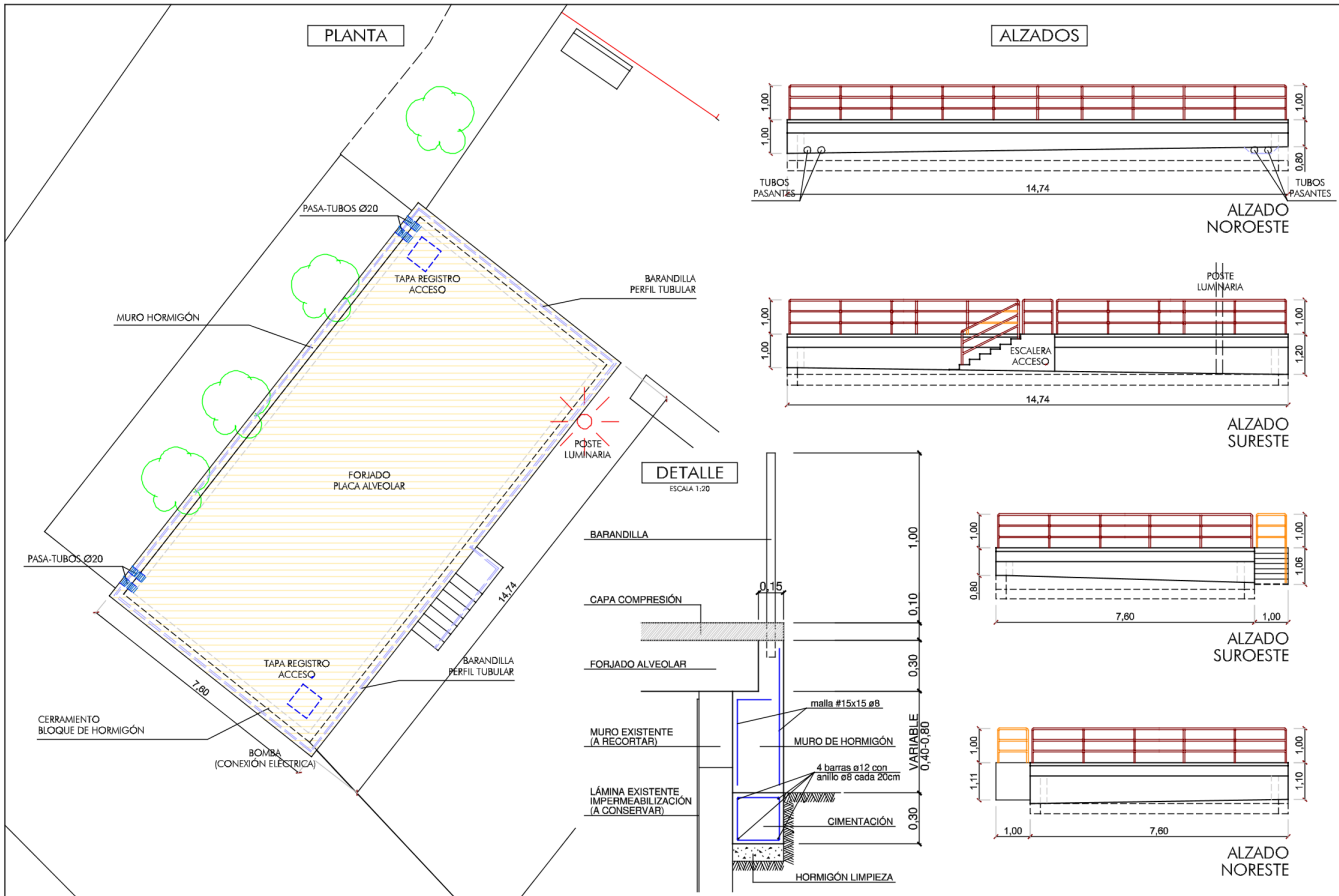 PLANTA
PASA-TUBOS Ø20
TAPA REGISTRO
ACCESO
BARANDILLA
PERFIL TUBULAR
MURO HORMIGÓN
POSTE
LUMINARIA
FORJADO
PLACA ALVEOLAR
PASA-TUBOS Ø20
14,74
BARANDILLA
PERFIL TUBULAR
TAPA REGISTRO
ACCESO
7,60
CERRAMIENTO
BLOQUE DE HORMIGÓN
BOMBA
(CONEXIÓN ELÉCTRICA)
DETALLE
ESCALA 1:20
BARANDILLA
1,00
0,15
CAPA COMPRESIÓN
0,10
FORJADO ALVEOLAR
0,30
malla #15x15 ø8
MURO EXISTENTE
(A RECORTAR)
MURO DE HORMIGÓN
VARIABLE
0,40-0,80
4 barras ø12 con
anillo ø8 cada 20cm
LÁMINA EXISTENTE
IMPERMEABILIZACIÓN
(A CONSERVAR)
CIMENTACIÓN
0,30
HORMIGÓN LIMPIEZA
ALZADOS
1,00
1,00
1,00
0,80
TUBOS
PASANTES
14,74
TUBOS
PASANTES
ALZADO
NOROESTE
POSTE
LUMINARIA
1,00
1,00
1,00
1,20
ESCALERA
ACCESO
14,74
ALZADO
SURESTE
1,00
1,00
0,80
1,06
7,60
1,00
ALZADO
SUROESTE
1,00
1,00
1,11
1,10
1,00
7,60
ALZADO
NORESTE